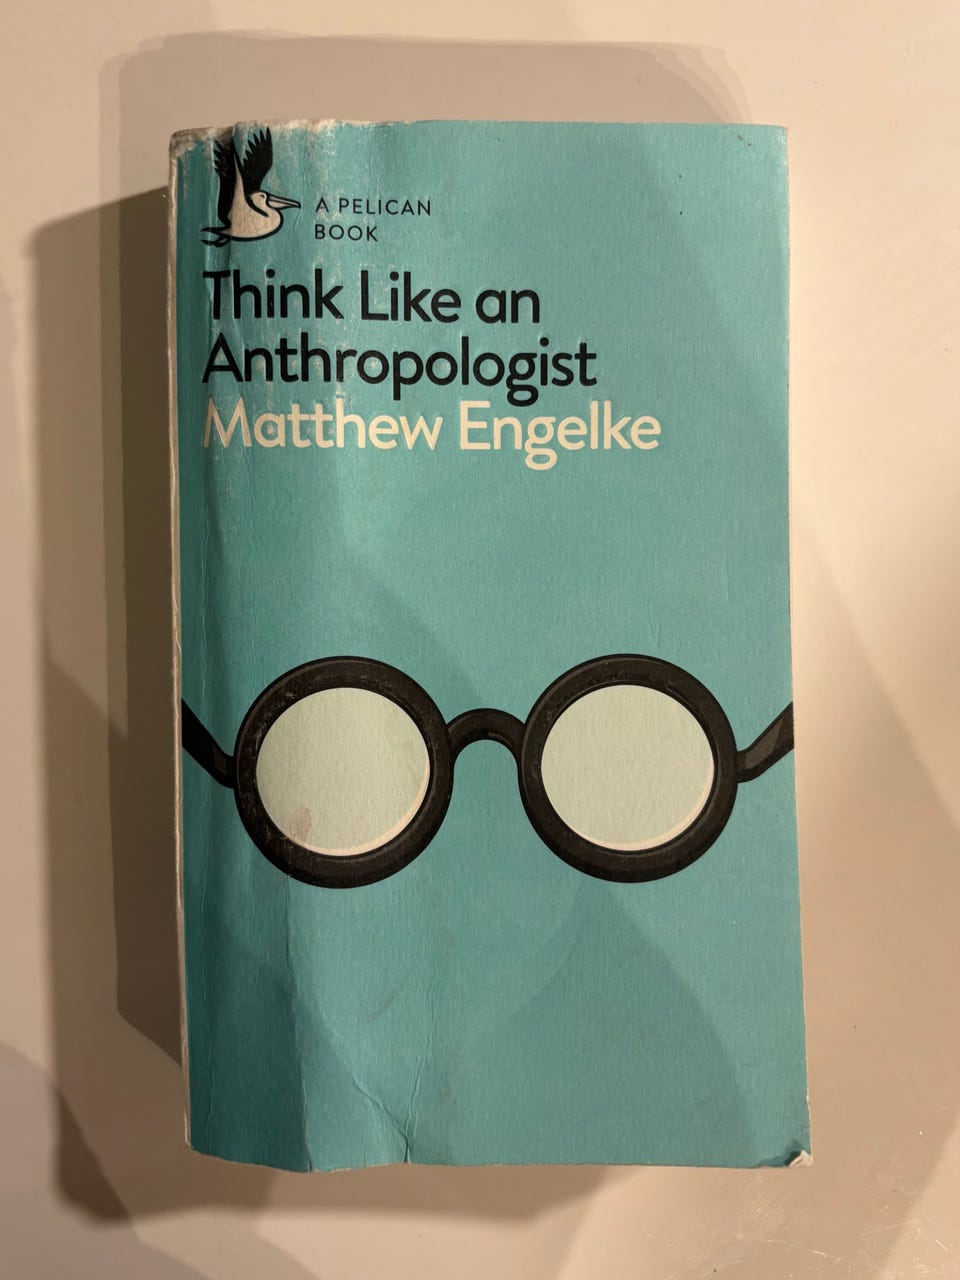 A PELICAN
BOOK
Think Like an
Anthropologist
Matthew Engelke